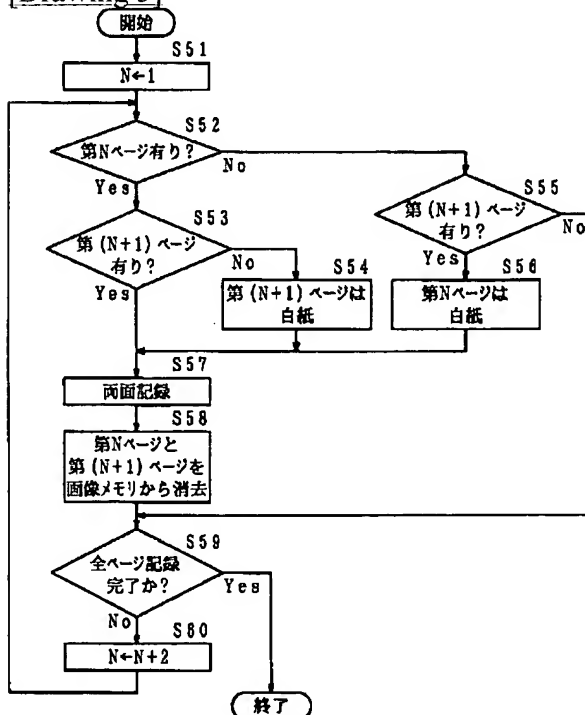 開始
S51
N←1
S52
第Nページ有り?
No
Yes
S53
第(N+1)ページ
有り?
No
Yes
S54
第(N+1)ページは
白紙
S55
第(N+1)ページ
有り?
No
Yes
S56
第Nページは
白紙
S57
両面記録
S58
第Nページと
第(N+1)ページを
画像メモリから消去
S59
全ページ記録
完了か?
Yes
No
S60
N←N+2
終了